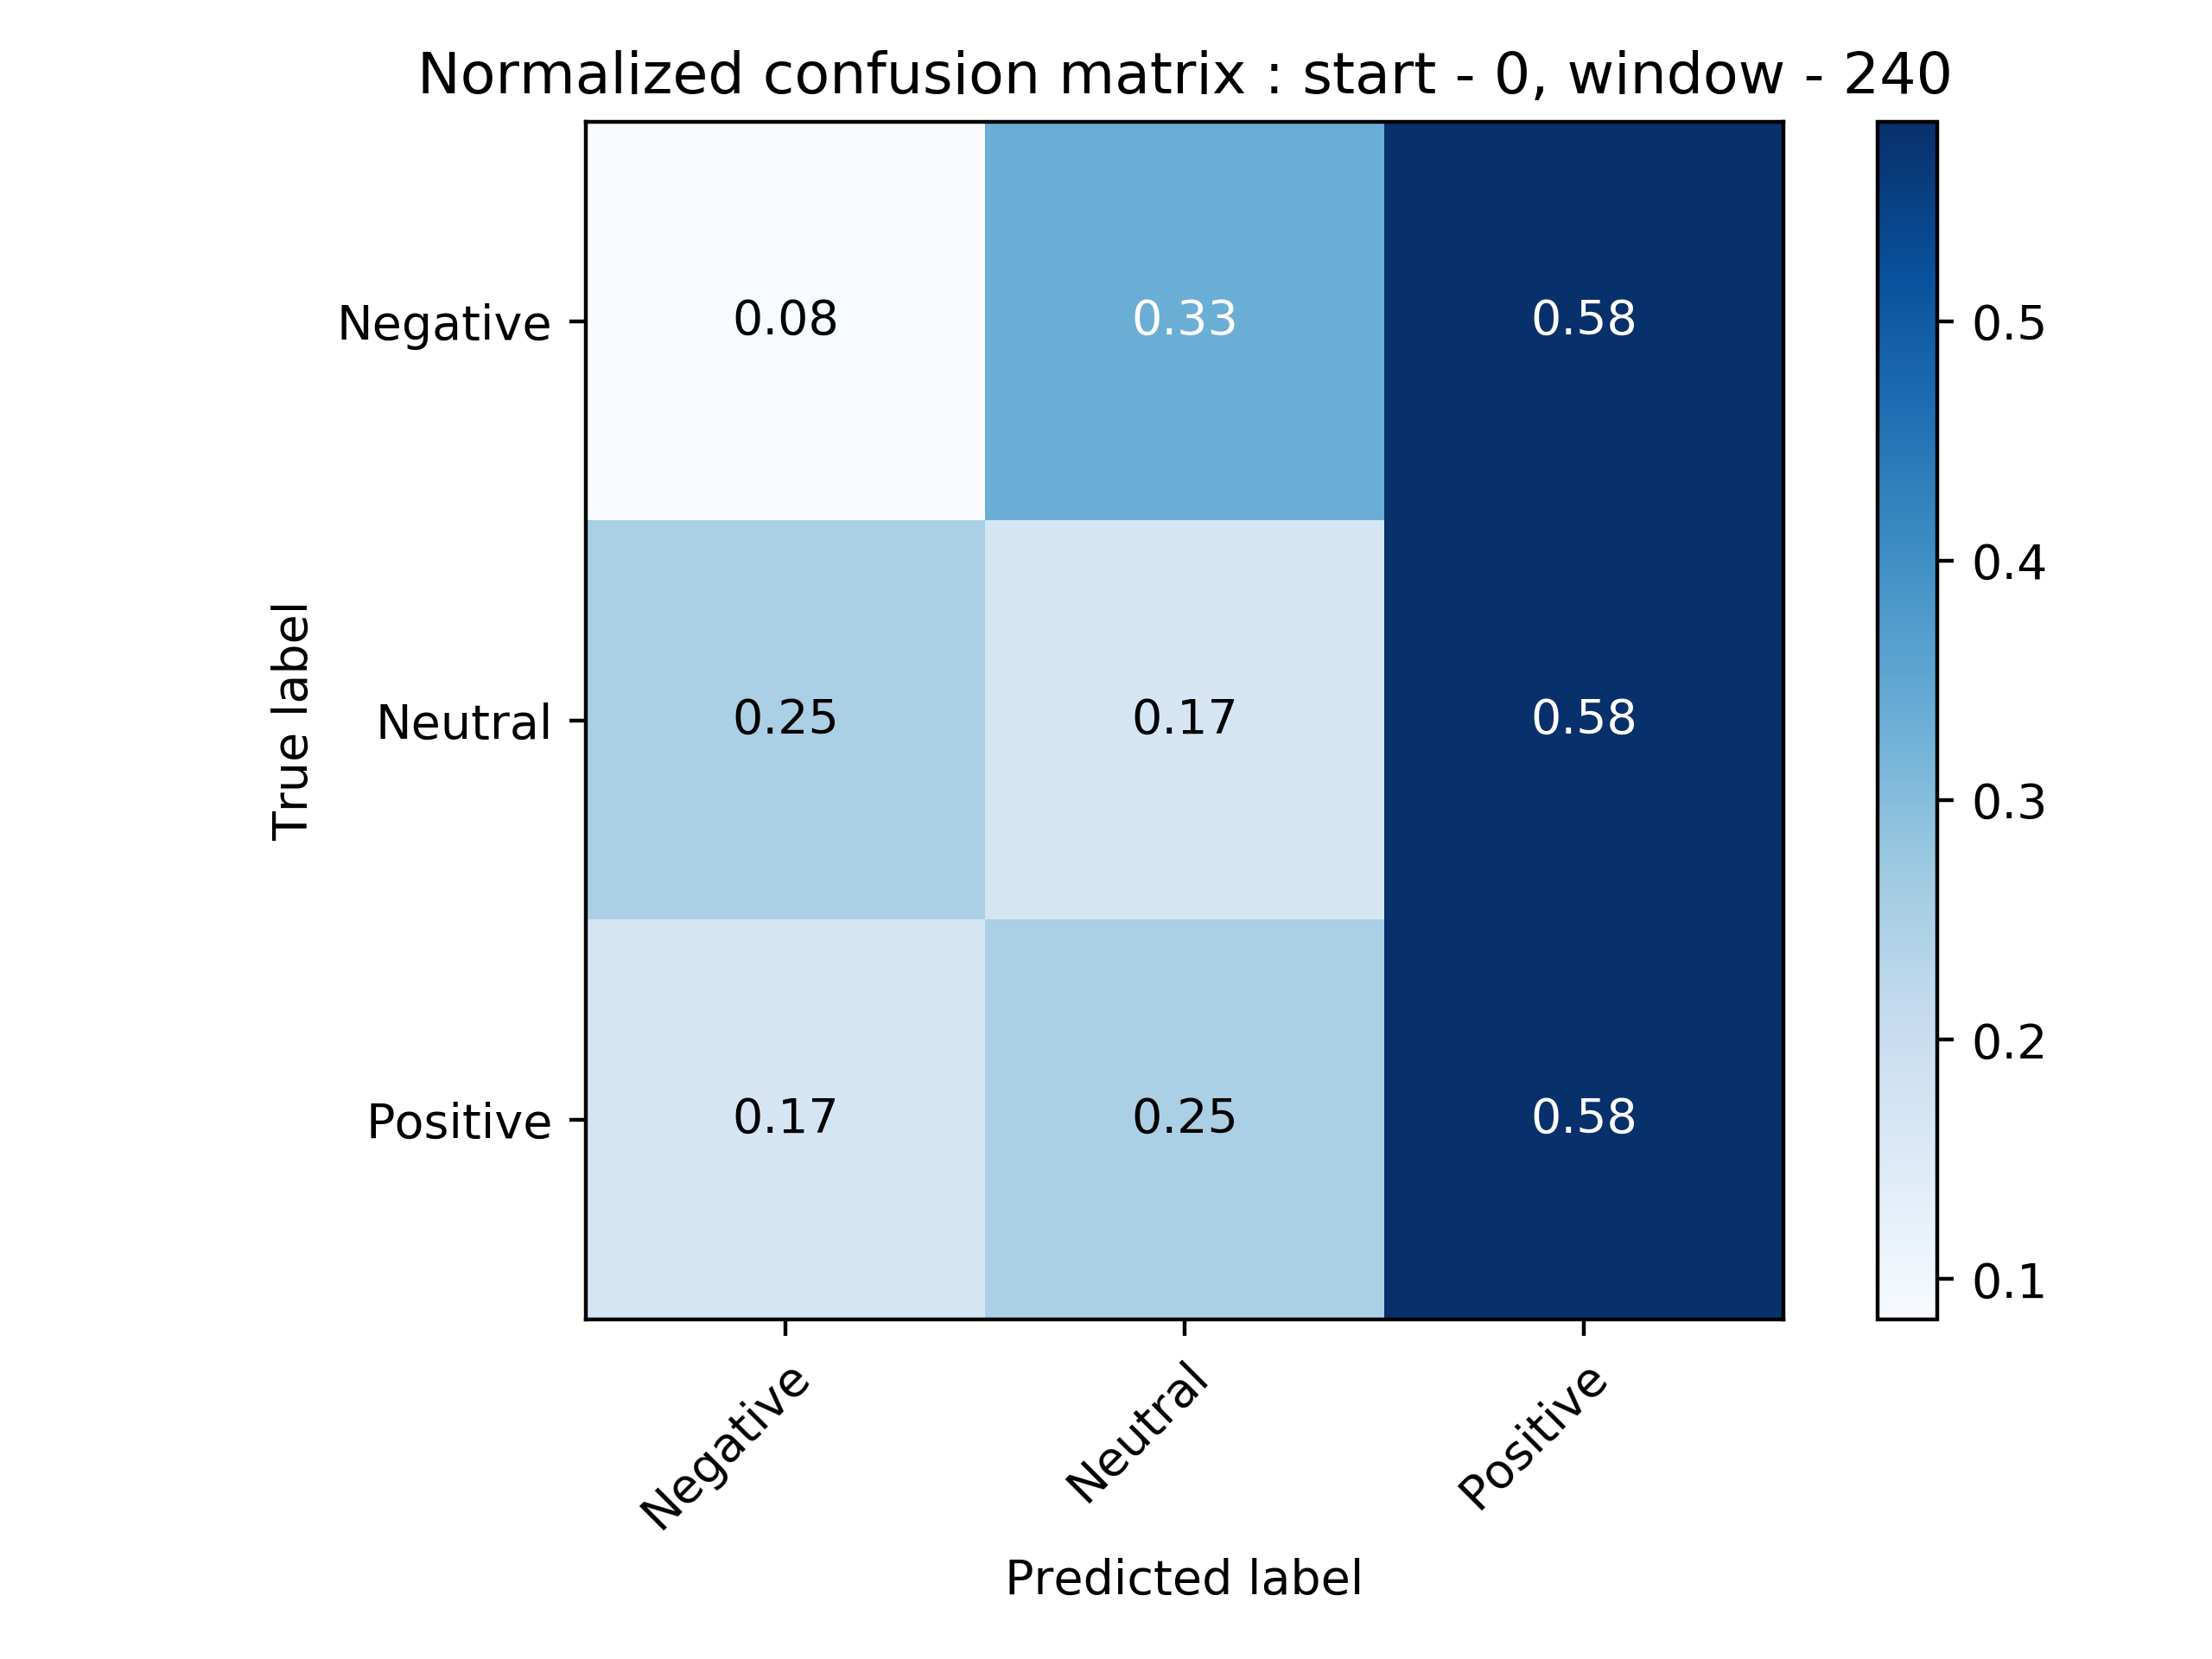 Normalized confusion matrix : start - 0, window - 240
True label
Negative
Neutral
Positive
0.08 0.33 0.58
0.25 0.17 0.58
0.17 0.25 0.58
Negative Neutral Positive
Predicted label
0.5
0.4
0.3
0.2
0.1